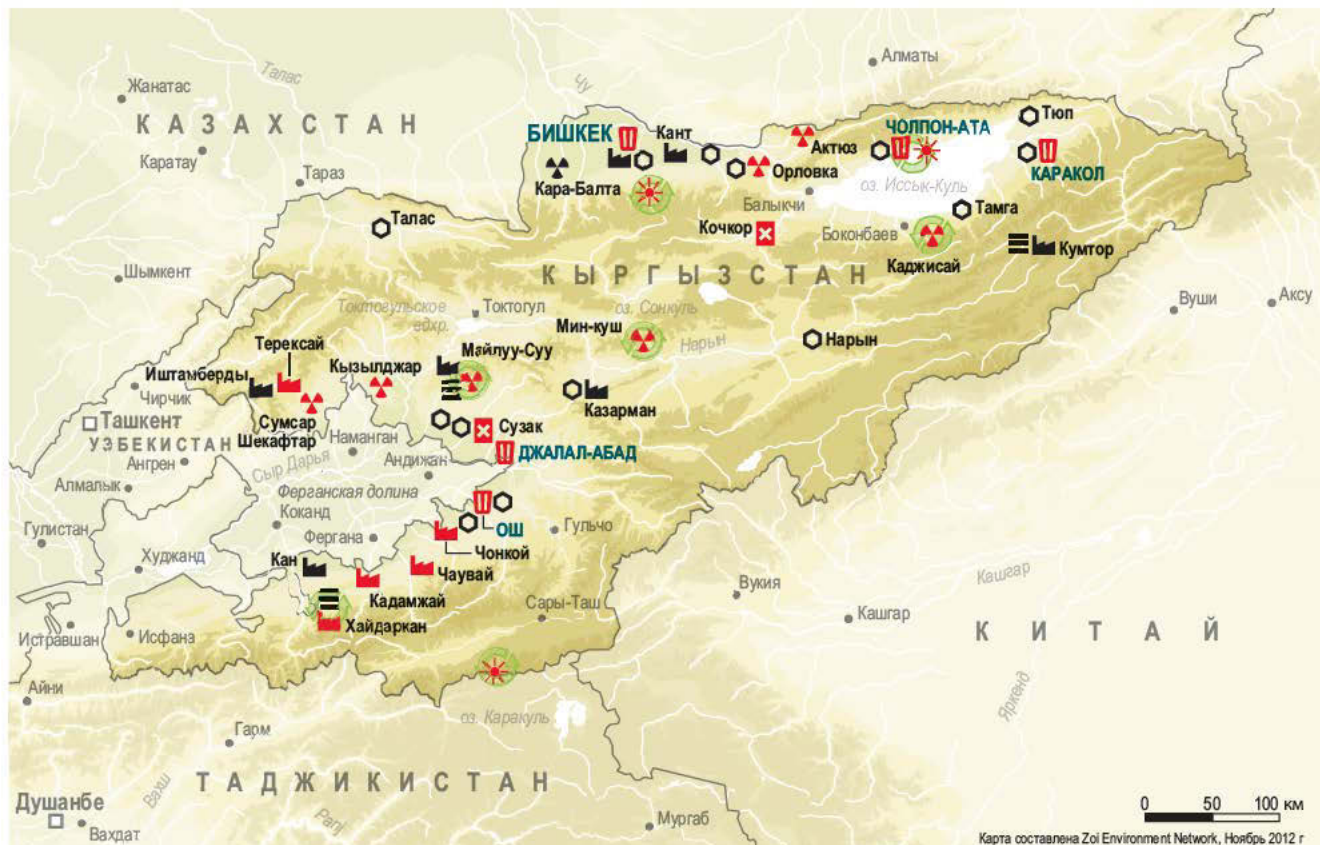 Алматы
Жанатас
Талас
Чу
КАЗАХСТАН
Каратау
Тараз
БИШКЕК
Кант
Кара-Балта
Актюз
Орловка
ЧОЛПОН-АТА
Тюп
КАРАКОЛ
оз. Иссык-Куль
Балыкчи
Талас
Кочкор
Боконбаев
Тамга
Каджисай
Кумтор
Шымкент
КЫРГЫЗСТАН
Токтогульское
вдхр.
Токтогул
оз. Сонкуль
Вуши
Аксу
Мин-куш
Нарын
Нарын
Терексай
Иштамберды
Кызылджар
Майлуу-Суу
Чирчик
Казарман
Ташкент
Сумсар
Шекафтар
УЗБЕКИСТАН
Наманган
Сузак
ДЖАЛАЛ-АБАД
Ангрен
Сыр Дарья
Андижан
Алмалык
Ферганская долина
Коканд
ОШ
Гульчо
Гулистан
Фергана
Худжанд
Кан
Чонкой
Чаувай
Кадамжай
Вукия
Кашгар
Кашгар
Сары-Таш
Истравшан
Исфана
Хайдаркан
КИТАЙ
Айни
Яркенд
оз. Каракуль
Гарм
ТАДЖИКИСТАН
Вахш
Душанбе
Вахдат
Мургаб
0 50 100 км
Карта составлена Zoi Environment Network, Ноябрь 2012 г